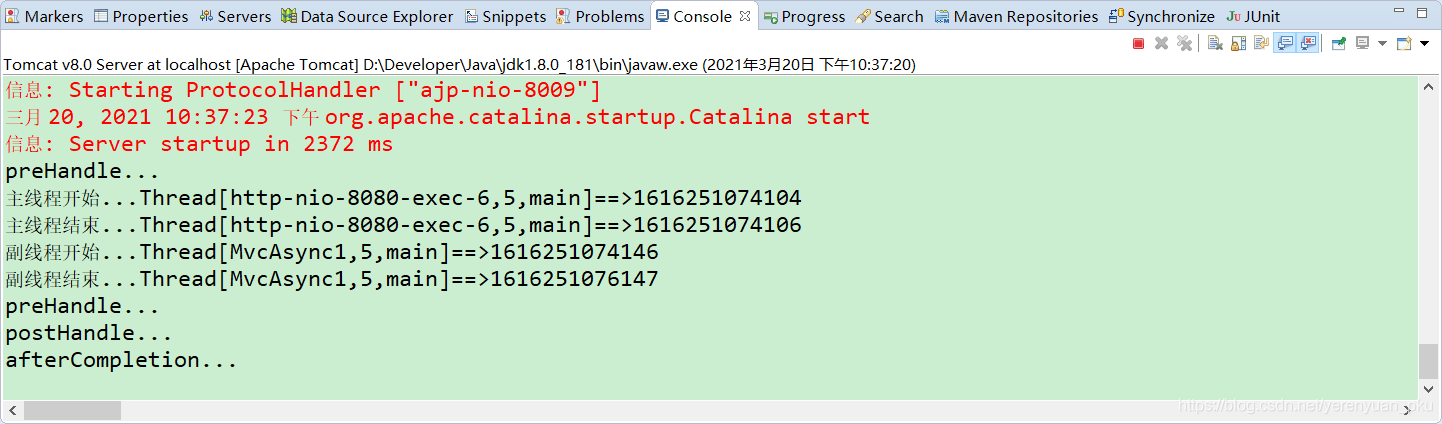 Markers Properties Servers Data Source Explorer Snippets Problems Console Progress Search Maven Repositories Synchronize JUnit
Tomcat v8.0 Server at localhost [Apache Tomcat] D:\Developer\Java\jdk1.8.0_181\bin\javaw.exe (2021年3月20日 下午10:37:20)
信息: Starting ProtocolHandler ["ajp-nio-8009"]
三月 20, 2021 10:37:23 下午 org.apache.catalina.startup.Catalina start
信息: Server startup in 2372 ms
preHandle...
主线程开始...Thread[http-nio-8080-exec-6,5,main]==>1616251074104
主线程结束...Thread[http-nio-8080-exec-6,5,main]==>1616251074106
副线程开始...Thread[MvcAsync1,5,main]==>1616251074146
副线程结束...Thread[MvcAsync1,5,main]==>1616251076147
preHandle...
postHandle...
afterCompletion...
https://blog.csdn.net/yerenyuan_pku